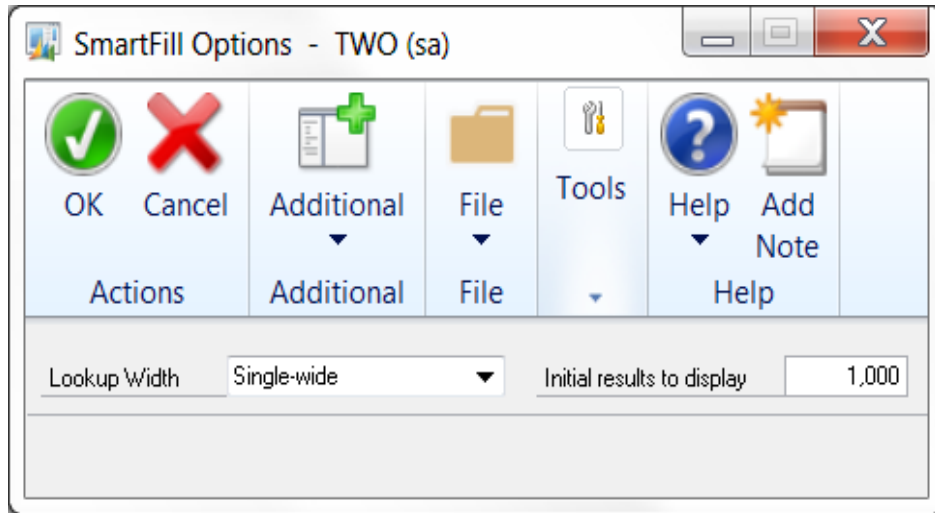 SmartFill Options - TWO (sa)
OK Cancel Additional File Tools Help Add Note
Actions Additional File Help
Lookup Width Single-wide Initial results to display 1,000